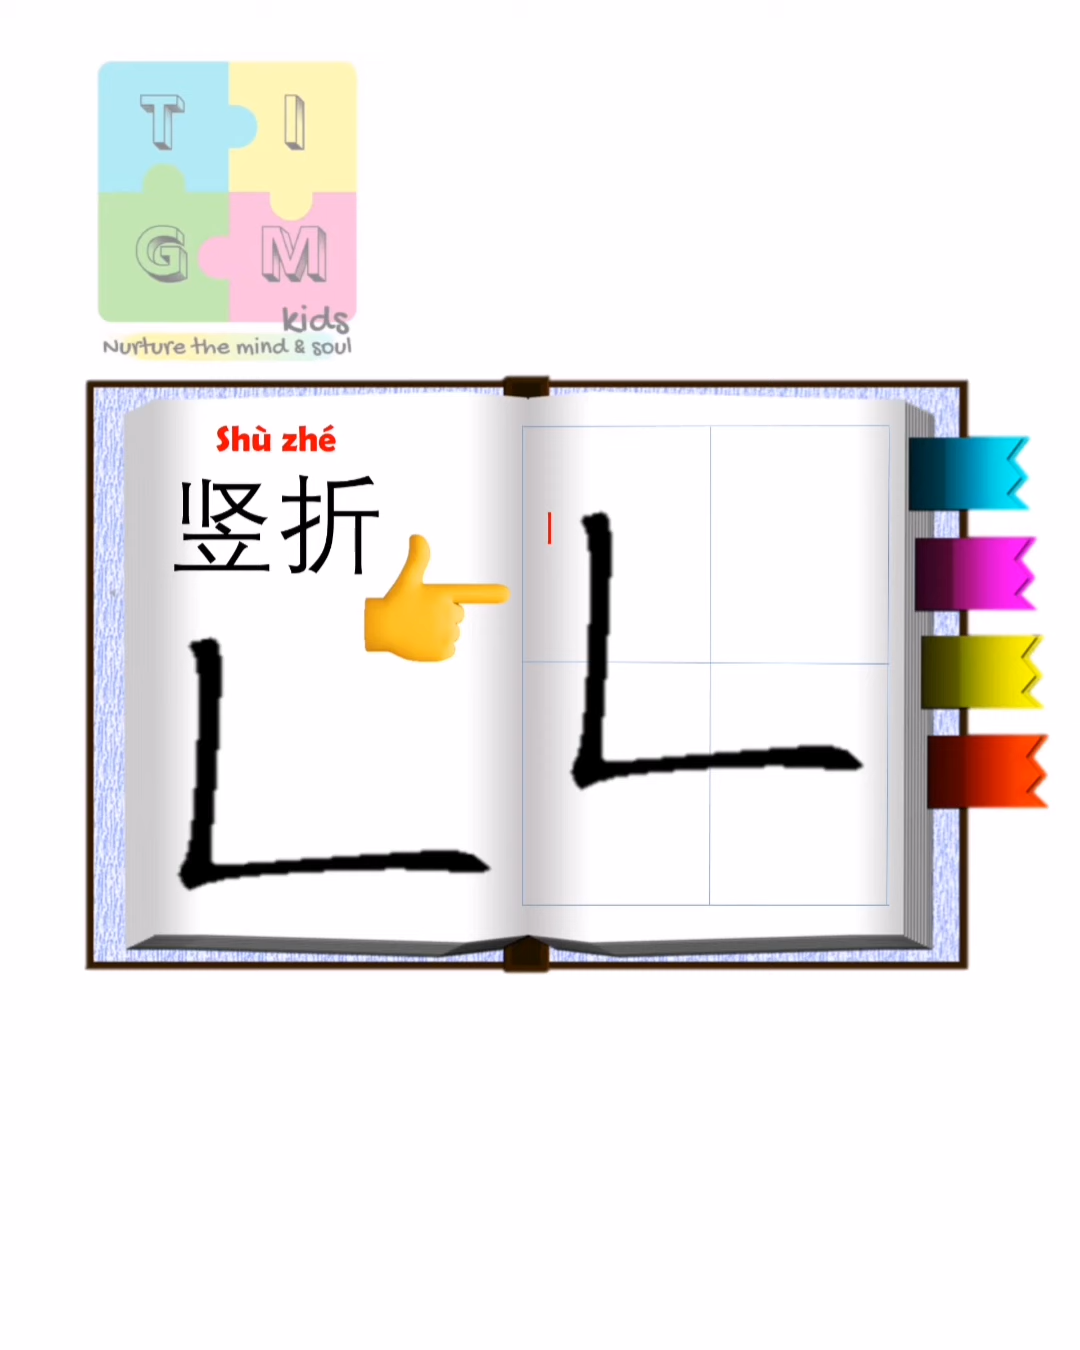 T I
G M
kids
Nurture the mind & soul
Shù zhé
竖折